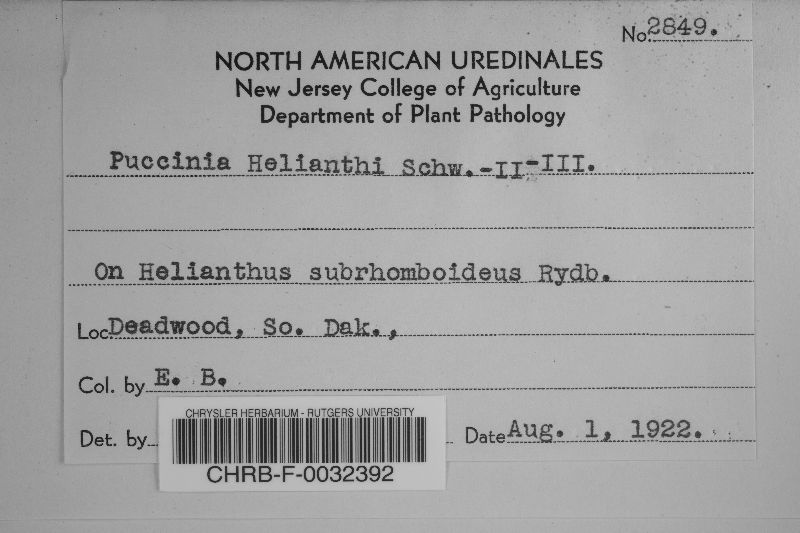 No. 2849.
NORTH AMERICAN UREDINALES
New Jersey College of Agriculture
Department of Plant Pathology
Puccinia Helianthi Schw.-II-III.
On Helianthus subrhomboideus Rydb.
Loc. Deadwood, So. Dak.,
Col. by E. B.
Det. by
Date Aug. 1, 1922.
CHRYSLER HERBARIUM - RUTGERS UNIVERSITY
CHRB-F-0032392